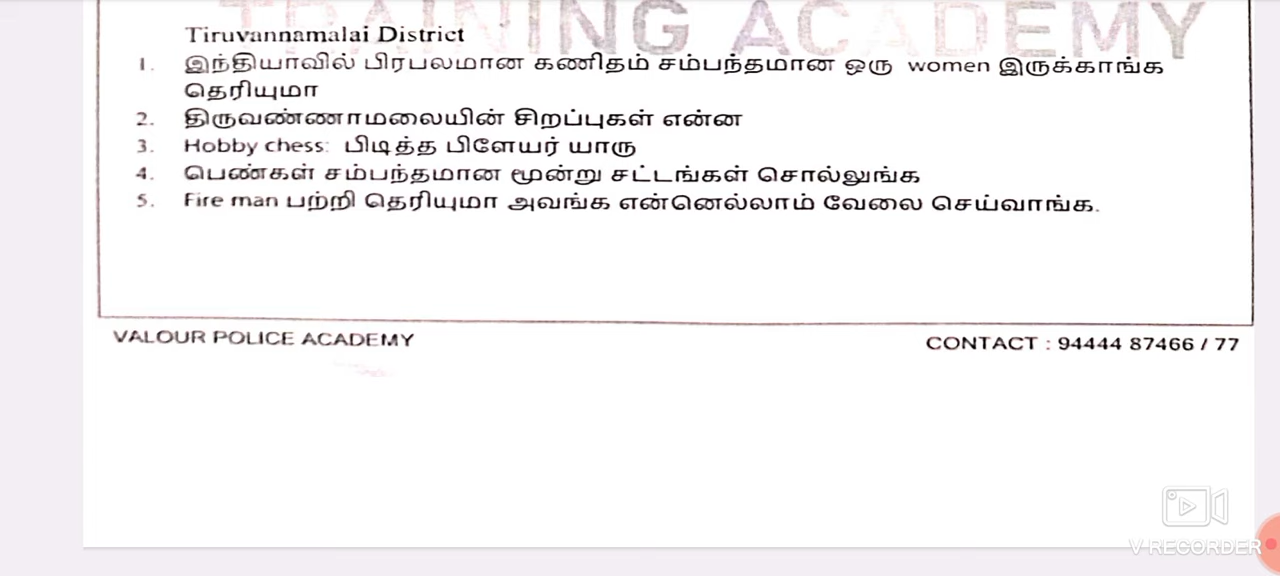 TRAINING ACADEMY
Tiruvannamalai District
1. இந்தியாவில் பிரபலமான கணிதம் சம்பந்தமான ஒரு women இருக்காங்க
தெரியுமா
2. திருவண்ணாமலையின் சிறப்புகள் என்ன
3. Hobby chess: பிடித்த பிளேயர் யாரு
4. பெண்கள் சம்பந்தமான மூன்று சட்டங்கள் சொல்லுங்க
5. Fire man பற்றி தெரியுமா அவங்க என்னெல்லாம் வேலை செய்வாங்க.
VALOUR POLICE ACADEMY
CONTACT : 94444 87466 / 77
V RECORDER